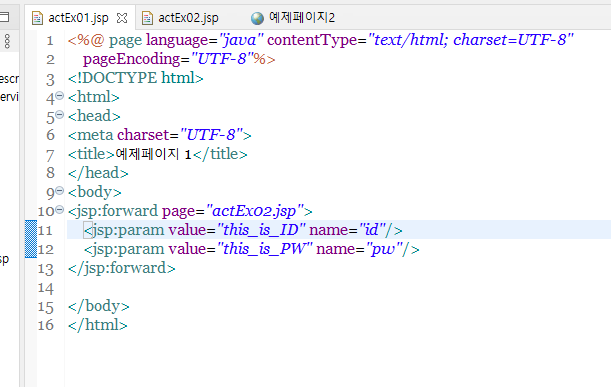 actEx01.jsp actEx02.jsp 예제페이지2
1 <%@ page language="java" contentType="text/html; charset=UTF-8"
2 pageEncoding="UTF-8"%>
3 <!DOCTYPE html>
4 <html>
5 <head>
6 <meta charset="UTF-8">
7 <title>예제페이지 1</title>
8 </head>
9 <body>
10 <jsp:forward page="actEx02.jsp">
11 <jsp:param value="this_is_ID" name="id"/>
12 <jsp:param value="this_is_PW" name="pw"/>
13 </jsp:forward>
14
15 </body>
16 </html>
escr
ervi
sp